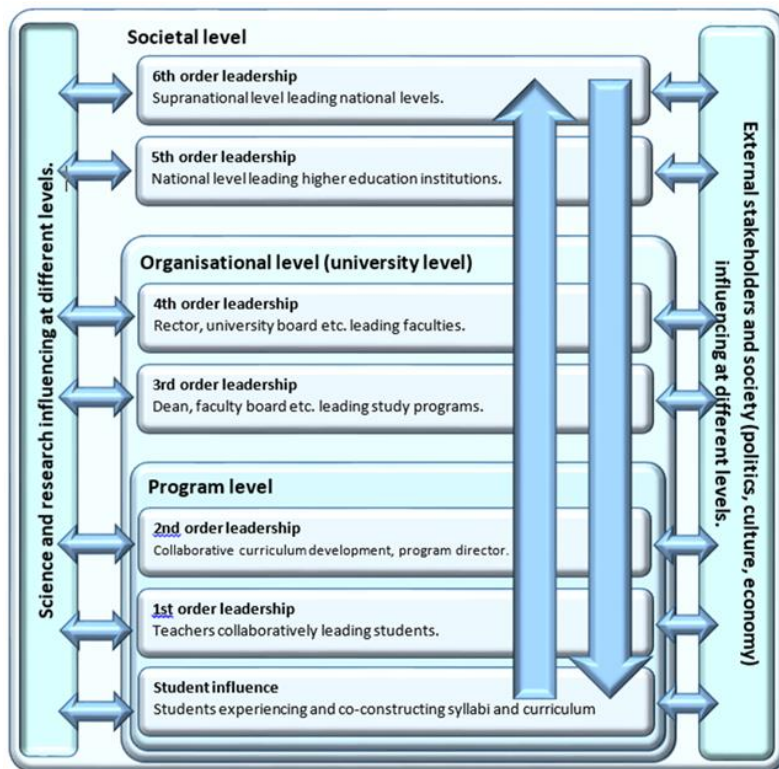 Societal level
6th order leadership
Supranational level leading national levels.
5th order leadership
National level leading higher education institutions.
Organisational level (university level)
4th order leadership
Rector, university board etc. leading faculties.
3rd order leadership
Dean, faculty board etc. leading study programs.
Program level
2nd order leadership
Collaborative curriculum development, program director.
1st order leadership
Teachers collaboratively leading students.
Student influence
Students experiencing and co-constructing syllabi and curriculum
Science and research influencing at different levels.
External stakeholders and society (politics, culture, economy)
influencing at different levels.